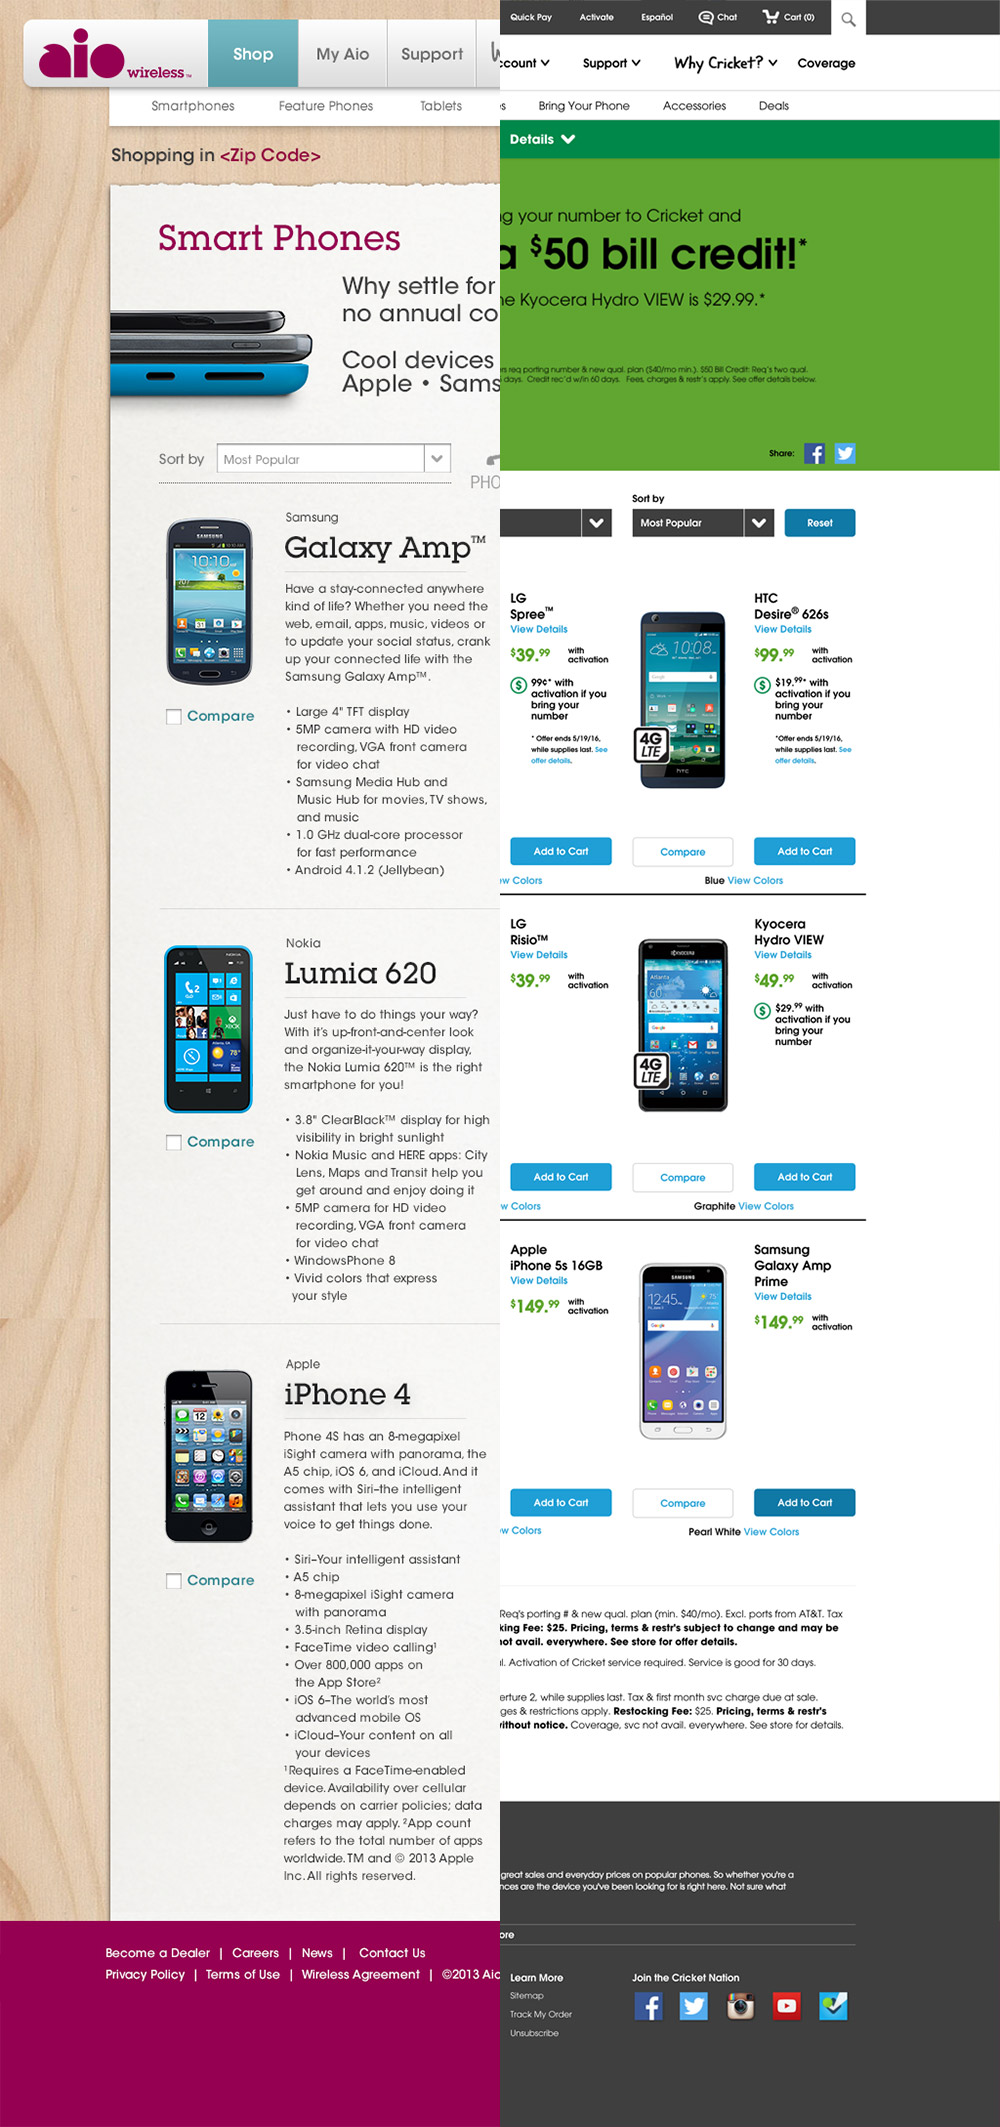 aio wireless™
Shop
My Aio
Support
Smartphones
Feature Phones
Tablets
Shopping in <Zip Code>
Smart Phones
Why settle for
no annual co
Cool devices
Apple • Sams
Sort by
Most Popular
PHO
Samsung
Galaxy Amp™
Have a stay-connected anywhere
kind of life? Whether you need the
web, email, apps, music, videos or
to update your social status, crank
up your connected life with the
Samsung Galaxy Amp™.
Compare
• Large 4" TFT display
• 5MP camera with HD video
recording, VGA front camera
for video chat
• Samsung Media Hub and
Music Hub for movies, TV shows,
and music
• 1.0 GHz dual-core processor
for fast performance
• Android 4.1.2 (Jellybean)
Nokia
Lumia 620
Just have to do things your way?
With it's up-front-and-center look
and organize-it-your-way display,
the Nokia Lumia 620™ is the right
smartphone for you!
Compare
• 3.8" ClearBlack™ display for high
visibility in bright sunlight
• Nokia Music and HERE apps: City
Lens, Maps and Transit help you
get around and enjoy doing it
• 5MP camera for HD video
recording, VGA front camera
for video chat
• WindowsPhone 8
• Vivid colors that express
your style
Apple
iPhone 4
Phone 4S has an 8-megapixel
iSight camera with panorama, the
A5 chip, iOS 6, and iCloud. And it
comes with Siri–the intelligent
assistant that lets you use your
voice to get things done.
Compare
• Siri–Your intelligent assistant
• A5 chip
• 8-megapixel iSight camera
with panorama
• 3.5-inch Retina display
• FaceTime video calling¹
• Over 800,000 apps on
the App Store²
• iOS 6–The world's most
advanced mobile OS
• iCloud–Your content on all
your devices
¹Requires a FaceTime-enabled
device. Availability over cellular
depends on carrier policies; data
charges may apply. ²App count
refers to the total number of apps
worldwide. TM and © 2013 Apple
Inc. All rights reserved.
Become a Dealer | Careers | News | Contact Us
Privacy Policy | Terms of Use | Wireless Agreement | ©2013 Aio
Quick Pay
Activate
Español
Chat
Cart (0)
ccount
Support
Why Cricket?
Coverage
es
Bring Your Phone
Accessories
Deals
Details
ng your number to Cricket and
a $50 bill credit!*
he Kyocera Hydro VIEW is $29.99.*
rs req porting number & new qual. plan ($40/mo min.). $50 Bill Credit: Req's two qual.
days. Credit rec'd w/in 60 days. Fees, charges & restr's apply. See offer details below.
Share:
Sort by
Most Popular
Reset
LG
Spree™
View Details
$39.99 with activation
99¢* with
activation if you
bring your
number
* Offer ends 5/19/16,
while supplies last. See
offer details.
4G LTE
HTC
Desire® 626s
View Details
$99.99 with activation
$19.99* with
activation if you
bring your
number
*Offer ends 5/19/16,
while supplies last. See
offer details.
Add to Cart
Compare
Add to Cart
ew Colors
Blue View Colors
LG
Risio™
View Details
$39.99 with activation
4G LTE
Kyocera
Hydro VIEW
View Details
$49.99 with activation
$29.99 with
activation if you
bring your
number
Add to Cart
Compare
Add to Cart
w Colors
Graphite View Colors
Apple
iPhone 5s 16GB
View Details
$149.99 with activation
Samsung
Galaxy Amp
Prime
View Details
$149.99 with activation
Add to Cart
Compare
Add to Cart
ew Colors
Pearl White View Colors
Req's porting # & new qual. plan (min. $40/mo). Excl. ports from AT&T. Tax
king Fee: $25. Pricing, terms & restr's subject to change and may be
not avail. everywhere. See store for offer details.
l. Activation of Cricket service required. Service is good for 30 days.
erture 2, while supplies last. Tax & first month svc charge due at sale.
ges & restrictions apply. Restocking Fee: $25. Pricing, terms & restr's
ithout notice. Coverage, svc not avail. everywhere. See store for details.
great sales and everyday prices on popular phones. So whether you're a
nces are the device you've been looking for is right here. Not sure what
ore
Learn More
Sitemap
Track My Order
Unsubscribe
Join the Cricket Nation